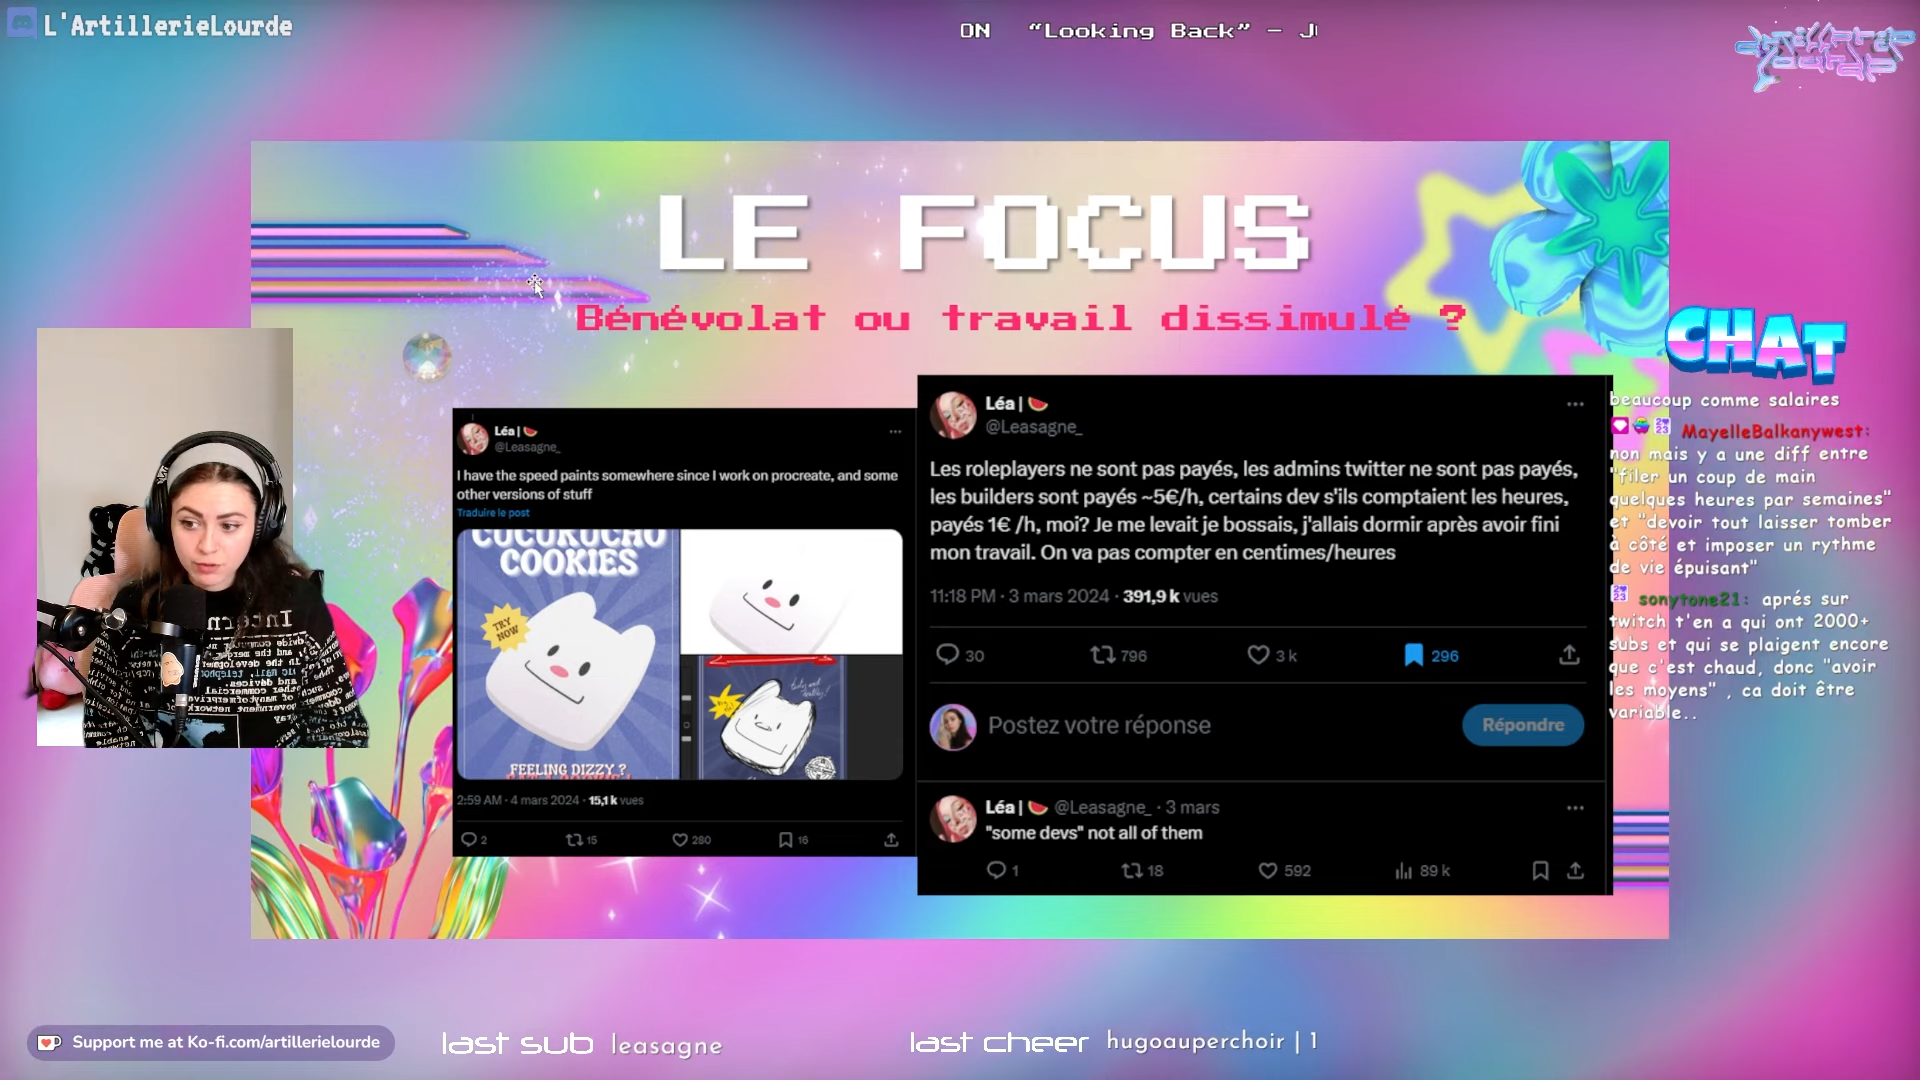 L'ArtillerieLourde
ON "Looking Back" –
LE FOCUS
Bénévolat ou travail dissimulé ?
Léa |
@Leasagne_
I have the speed paints somewhere since I work on procreate, and some
other versions of stuff
Traduire le post
CUCURUCHO
COOKIES
TRY
NOW
FEELING DIZZY ?
2:59 AM · 4 mars 2024 · 15,1 k vues
2
15
280
16
Léa |
@Leasagne_
Les roleplayers ne sont pas payés, les admins twitter ne sont pas payés,
les builders sont payés ~5€/h, certains dev s'ils comptaient les heures,
payés 1€ /h, moi? Je me levait je bossais, j'allais dormir après avoir fini
mon travail. On va pas compter en centimes/heures
11:18 PM · 3 mars 2024 · 391,9 k vues
30
796
3 k
296
Postez votre réponse
Répondre
Léa | @Leasagne_ · 3 mars
"some devs" not all of them
1
18
592
89 k
CHAT
beaucoup comme salaires
MayelleBalkanywest:
non mais y a une diff entre
"filer un coup de main
quelques heures par semaines"
et "devoir tout laisser tomber
à côté et imposer un rythme
de vie épuisant"
sonytone21: aprés sur
twitch t'en a qui ont 2000+
subs et qui se plaigent encore
que c'est chaud, donc "avoir
les moyens" , ca doit être
variable..
Support me at Ko-fi.com/artillerielourde
last sub leasagne
last cheer hugoauperchoir | 1